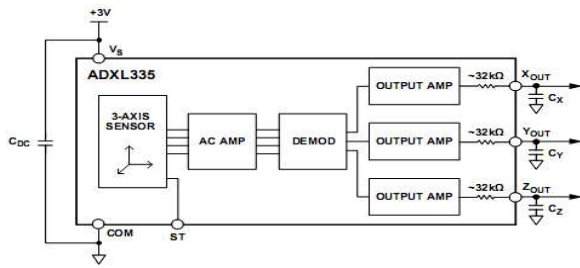 +3V
VS
ADXL335
3-AXIS
SENSOR
AC AMP
DEMOD
OUTPUT AMP
OUTPUT AMP
OUTPUT AMP
~32kΩ
~32kΩ
~32kΩ
XOUT
CX
YOUT
CY
ZOUT
CZ
CDC
COM
ST